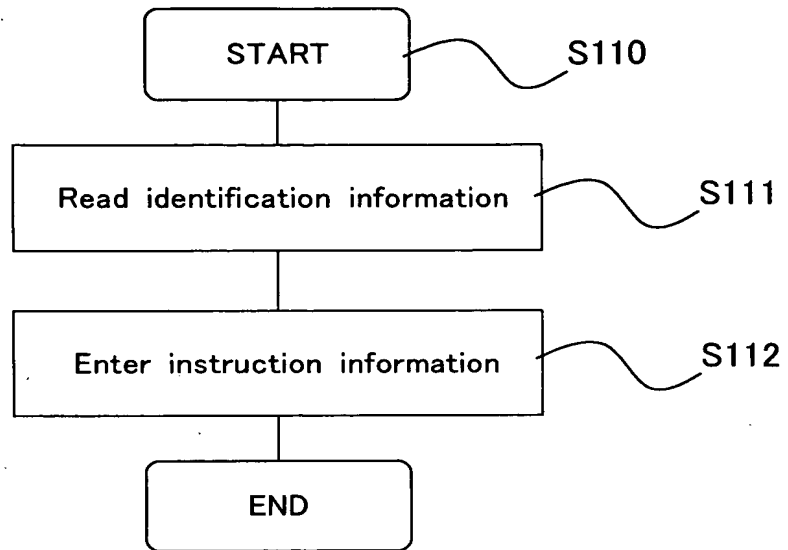 START
S110
Read identification information
S111
Enter instruction information
S112
END